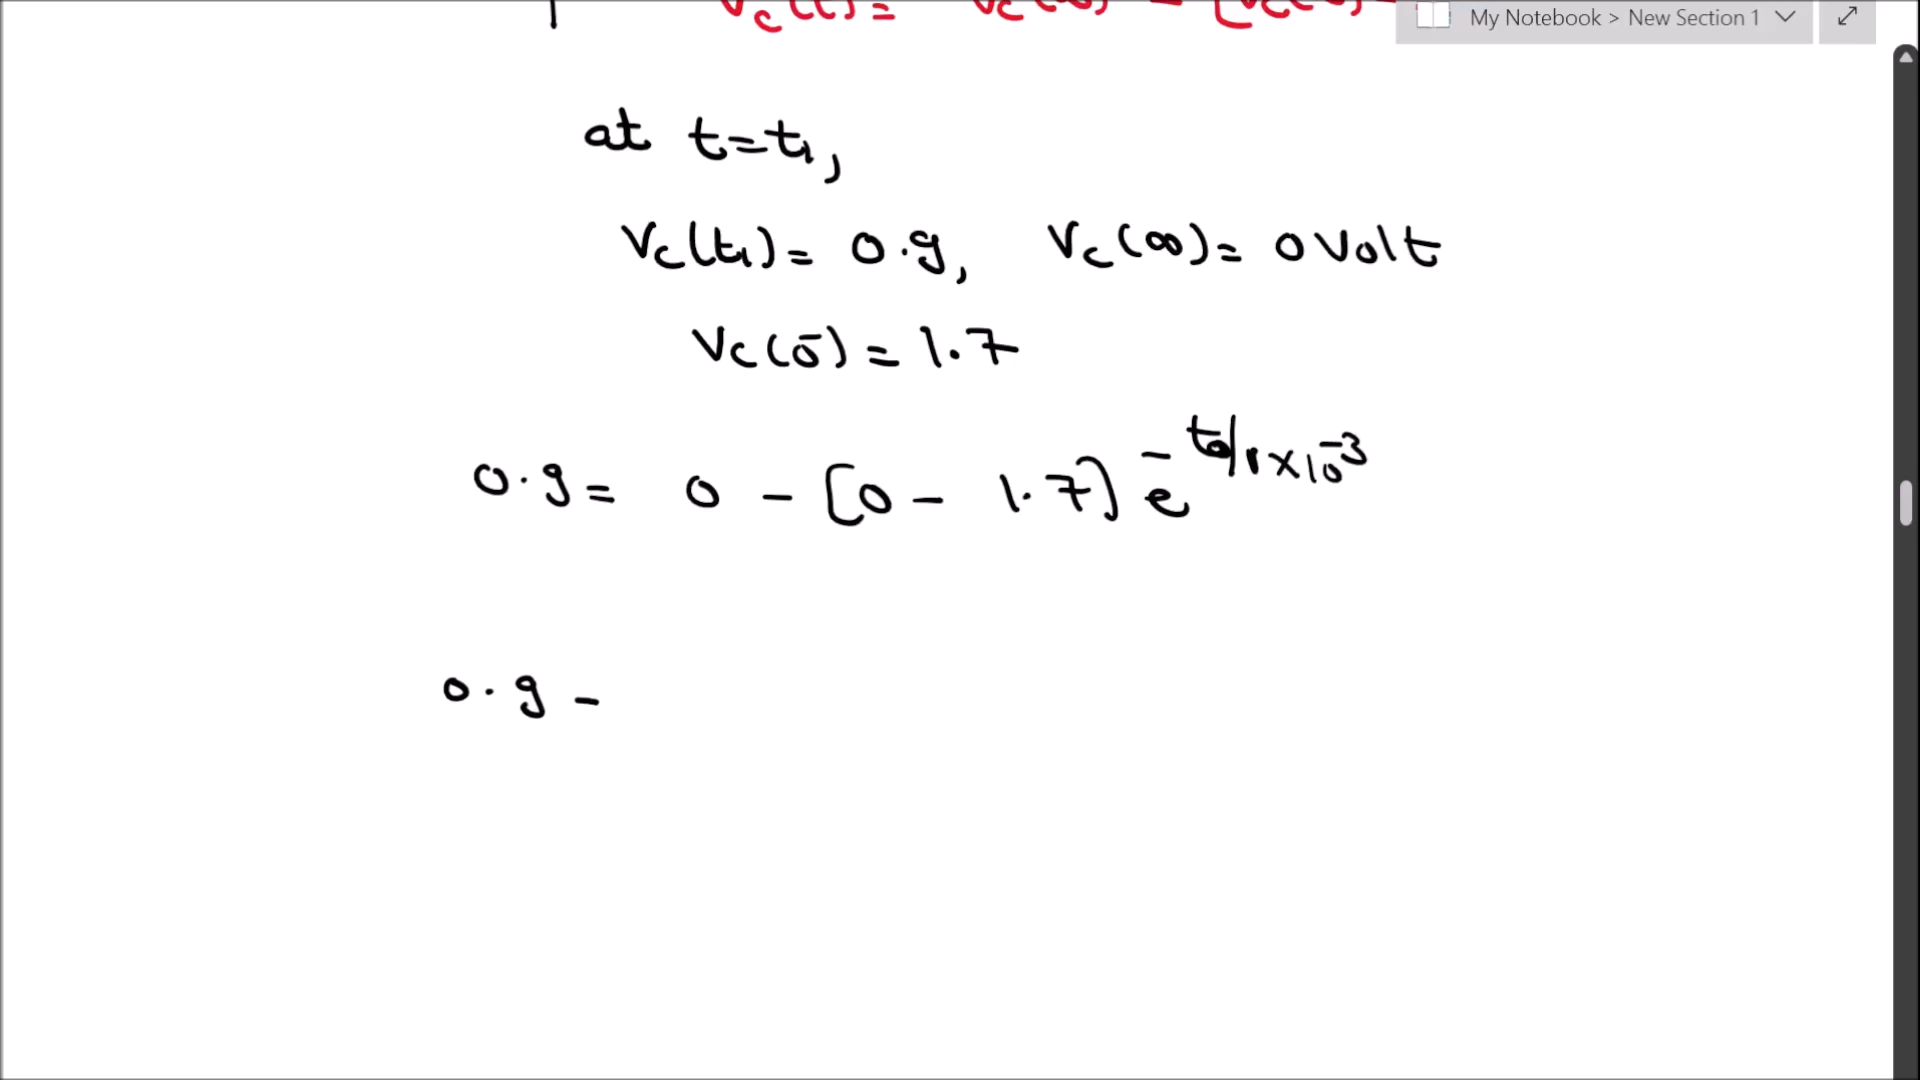 Vc(t) =
My Notebook > New Section 1
at t=t₁,
Vc(t₁)= 0.9, Vc(∞)= 0 Volt
Vc(0⁻) = 1.7
0.9 = 0 - [0 - 1.7] e^-t₀/1×10⁻³
0.9 -